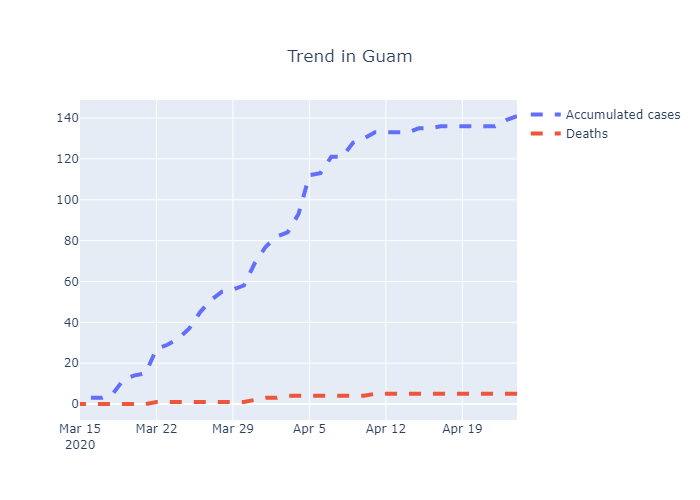 Trend in Guam
Accumulated cases
Deaths
140
120
100
80
60
40
20
0
Mar 15
2020
Mar 22
Mar 29
Apr 5
Apr 12
Apr 19